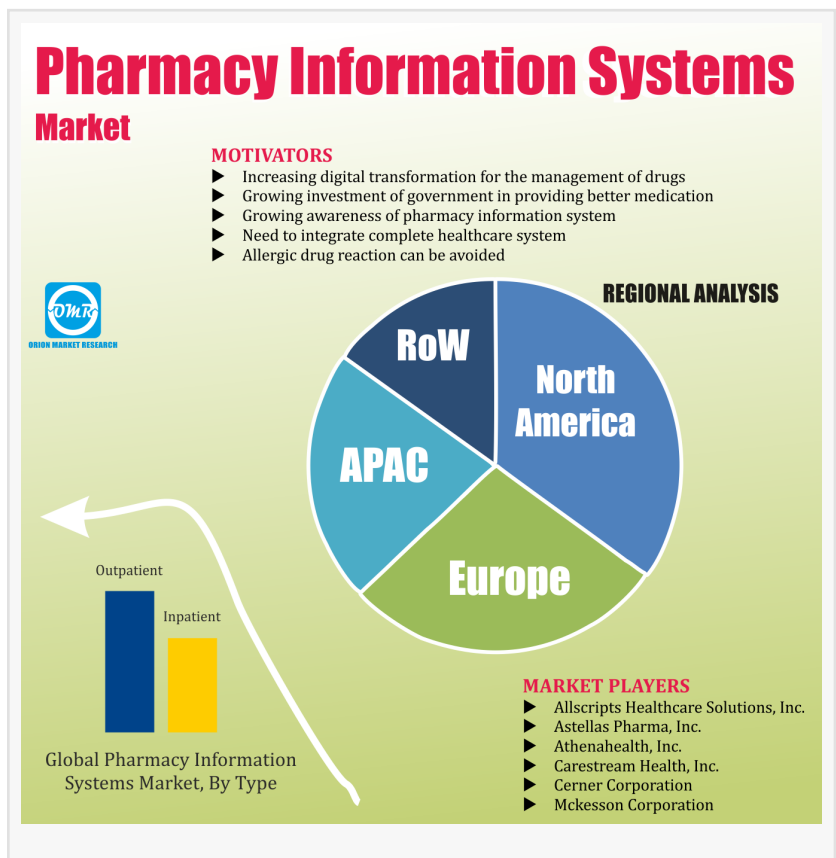 Pharmacy Information Systems
Market
MOTIVATORS
Increasing digital transformation for the management of drugs
Growing investment of government in providing better medication
Growing awareness of pharmacy information system
Need to integrate complete healthcare system
Allergic drug reaction can be avoided
OMR
ORION MARKET RESEARCH
REGIONAL ANALYSIS
RoW
North
America
APAC
Europe
Outpatient
Inpatient
Global Pharmacy Information
Systems Market, By Type
MARKET PLAYERS
Allscripts Healthcare Solutions, Inc.
Astellas Pharma, Inc.
Athenahealth, Inc.
Carestream Health, Inc.
Cerner Corporation
Mckesson Corporation